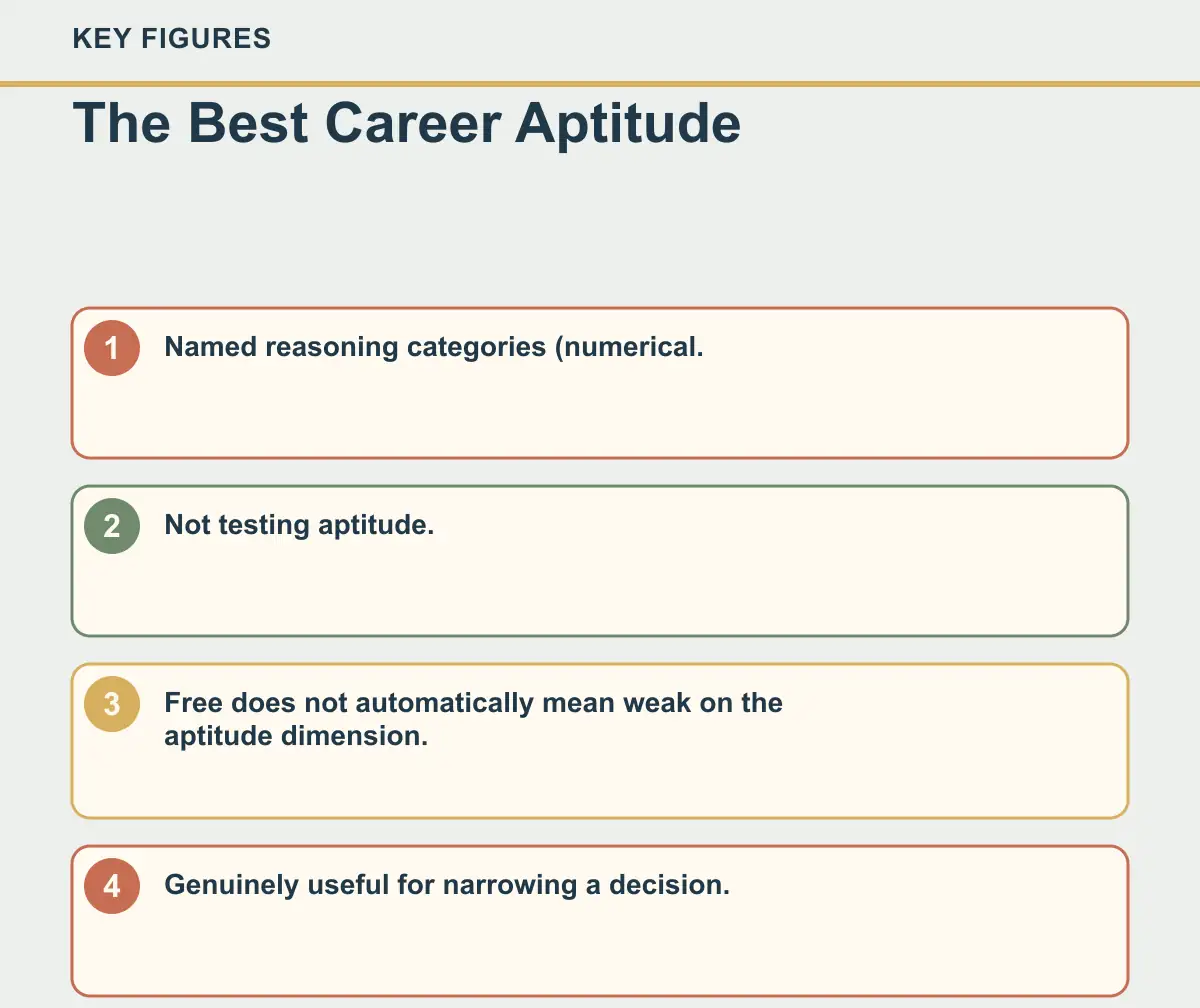 KEY FIGURES
The Best Career Aptitude
1
Named reasoning categories (numerical.
2
Not testing aptitude.
3
Free does not automatically mean weak on the
aptitude dimension.
4
Genuinely useful for narrowing a decision.